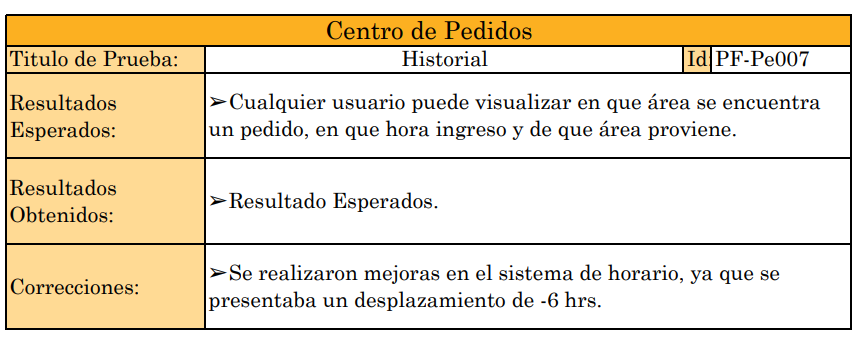 Centro de Pedidos
Titulo de Prueba: Historial Id: PF-Pe007
Resultados Esperados:
➢Cualquier usuario puede visualizar en que área se encuentra
un pedido, en que hora ingreso y de que área proviene.
Resultados Obtenidos:
➢Resultado Esperados.
Correcciones:
➢Se realizaron mejoras en el sistema de horario, ya que se
presentaba un desplazamiento de -6 hrs.